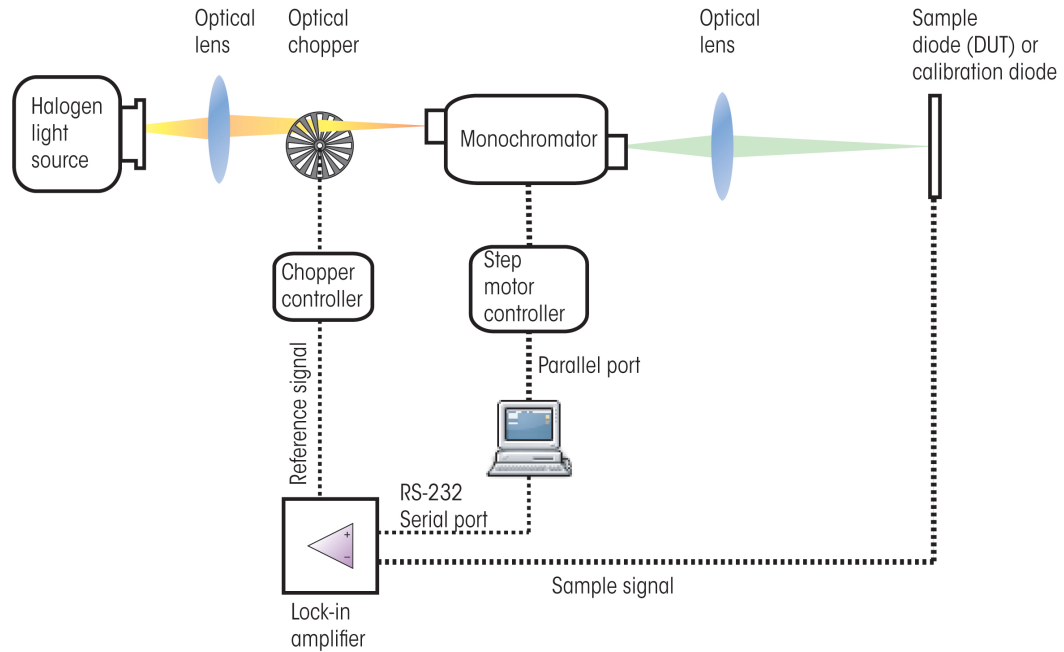 Optical
lens
Optical
chopper
Optical
lens
Sample
diode (DUT) or
calibration diode
Halogen
light
source
Monochromator
Chopper
controller
Step
motor
controller
Reference signal
Parallel port
RS-232
Serial port
+
−
Sample signal
Lock-in
amplifier